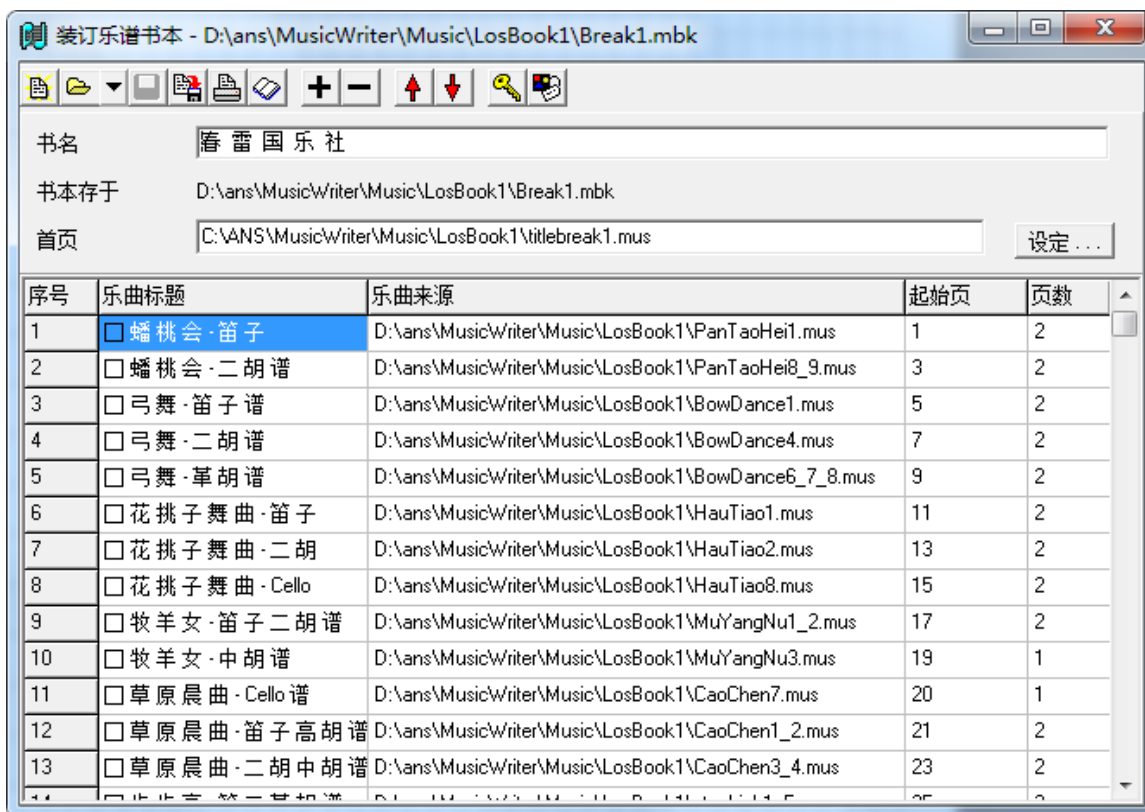 装订乐谱书本 - D:\ans\MusicWriter\Music\LosBook1\Break1.mbk
书名 春 雷 国 乐 社
书本存于 D:\ans\MusicWriter\Music\LosBook1\Break1.mbk
首页 C:\ANS\MusicWriter\Music\LosBook1\titlebreak1.mus 设定 . . .
序号 乐曲标题 乐曲来源 起始页 页数
1 蟠桃会 - 笛子 D:\ans\MusicWriter\Music\LosBook1\PanTaoHei1.mus 1 2
2 蟠桃会 - 二胡谱 D:\ans\MusicWriter\Music\LosBook1\PanTaoHei8_9.mus 3 2
3 弓舞 - 笛子谱 D:\ans\MusicWriter\Music\LosBook1\BowDance1.mus 5 2
4 弓舞 - 二胡谱 D:\ans\MusicWriter\Music\LosBook1\BowDance4.mus 7 2
5 弓舞 - 革胡谱 D:\ans\MusicWriter\Music\LosBook1\BowDance6_7_8.mus 9 2
6 花挑子舞曲 - 笛子 D:\ans\MusicWriter\Music\LosBook1\HauTiao1.mus 11 2
7 花挑子舞曲 - 二胡 D:\ans\MusicWriter\Music\LosBook1\HauTiao2.mus 13 2
8 花挑子舞曲 - Cello D:\ans\MusicWriter\Music\LosBook1\HauTiao8.mus 15 2
9 牧羊女 - 笛子二胡谱 D:\ans\MusicWriter\Music\LosBook1\MuYangNu1_2.mus 17 2
10 牧羊女 - 中胡谱 D:\ans\MusicWriter\Music\LosBook1\MuYangNu3.mus 19 1
11 草原晨曲 - Cello 谱 D:\ans\MusicWriter\Music\LosBook1\CaoChen7.mus 20 1
12 草原晨曲 - 笛子高胡谱 D:\ans\MusicWriter\Music\LosBook1\CaoChen1_2.mus 21 2
13 草原晨曲 - 二胡中胡谱 D:\ans\MusicWriter\Music\LosBook1\CaoChen3_4.mus 23 2